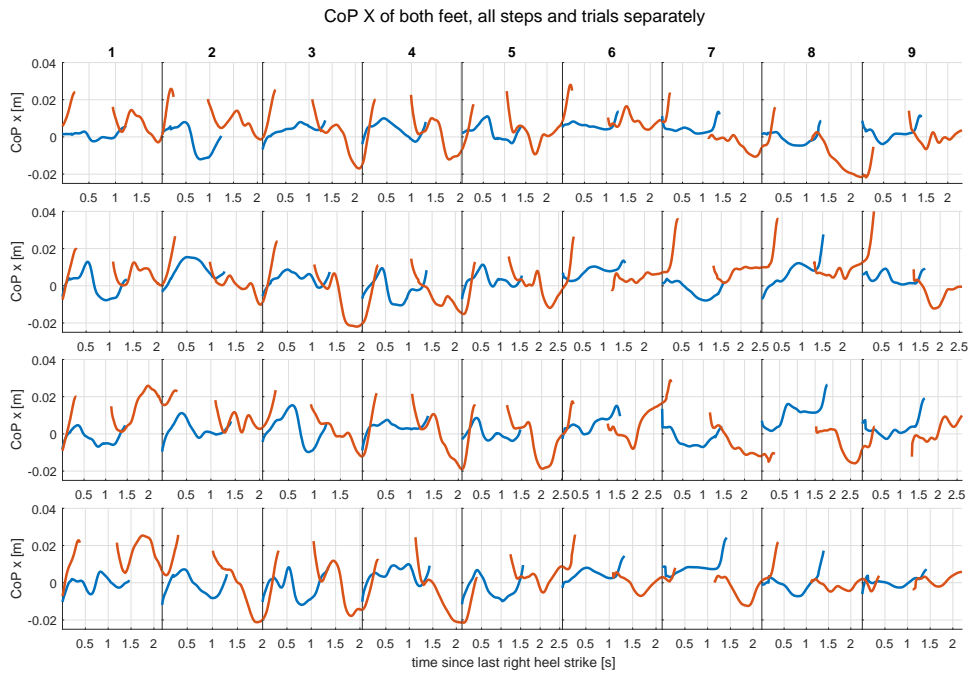 CoP X of both feet, all steps and trials separately
1 2 3 4 5 6 7 8 9
0.04
0.02
0
-0.02
CoP x [m]
0.5 1 1.5 0.5 1 1.5 2 0.5 1 1.5 2 0.5 1 1.5 2 0.5 1 1.5 2 0.5 1 1.5 2 0.5 1 1.5 2 0.5 1 1.5 2 0.5 1 1.5 2
0.04
0.02
0
-0.02
CoP x [m]
0.5 1 1.5 2 0.5 1 1.5 2 0.5 1 1.5 2 0.5 1 1.5 2 0.5 1 1.5 2 2.5 0.5 1 1.5 2 0.5 1 1.5 2 2.5 0.5 1 1.5 2 2.5 0.5 1 1.5 2 2.5
0.04
0.02
0
-0.02
CoP x [m]
0.5 1 1.5 2 0.5 1 1.5 2 0.5 1 1.5 0.5 1 1.5 2 0.5 1 1.5 2 2.5 0.5 1 1.5 2 2.5 0.5 1 1.5 2 0.5 1 1.5 2 2.5 0.5 1 1.5 2 2.5
0.04
0.02
0
-0.02
CoP x [m]
0.5 1 1.5 2 0.5 1 1.5 2 0.5 1 1.5 2 0.5 1 1.5 2 0.5 1 1.5 2 0.5 1 1.5 2 0.5 1 1.5 2 0.5 1 1.5 2 0.5 1 1.5 2
time since last right heel strike [s]